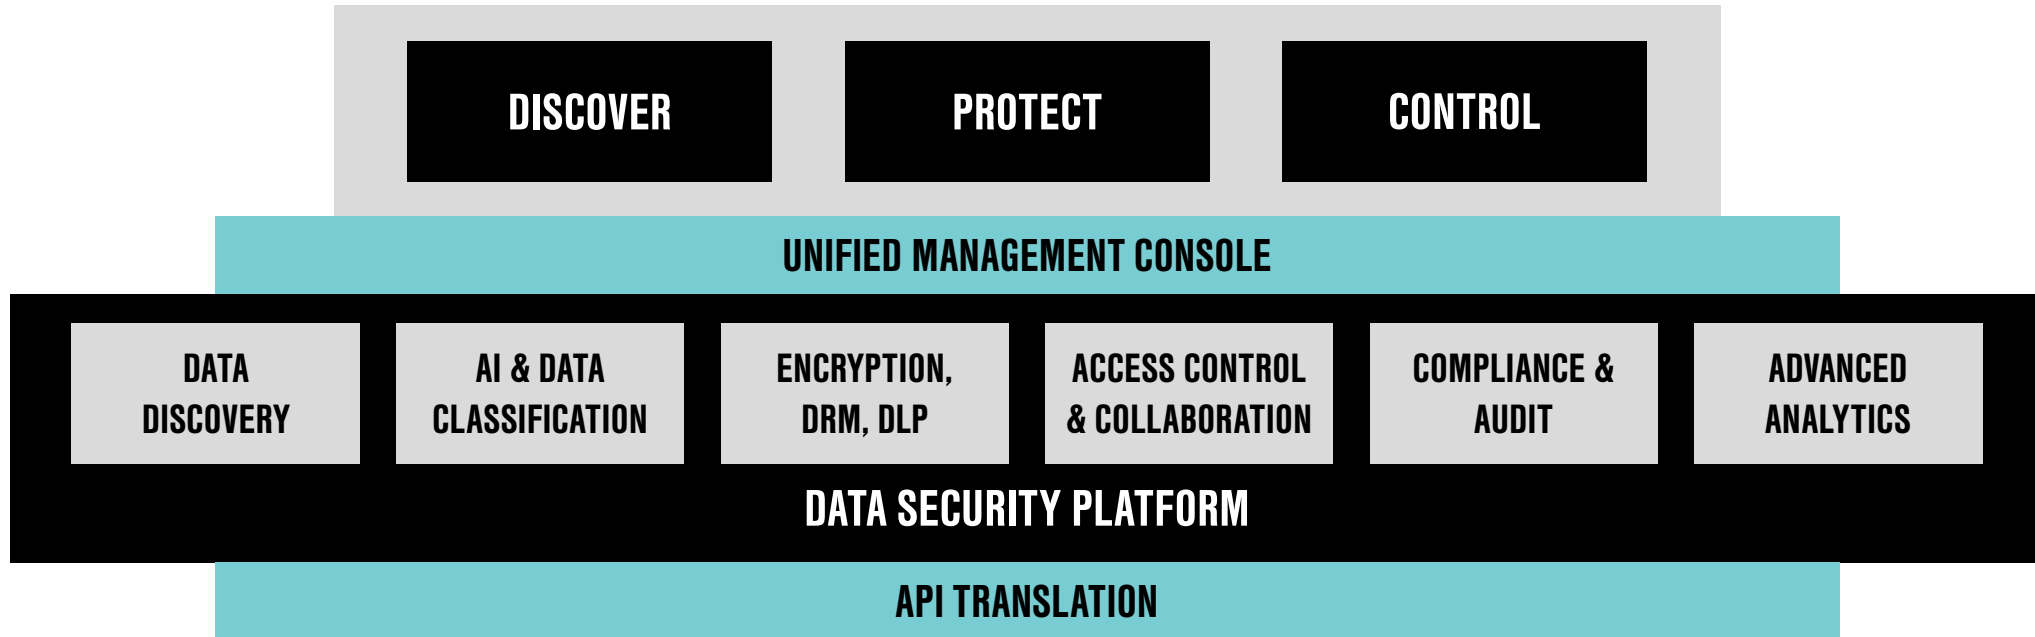 DISCOVER
PROTECT
CONTROL
UNIFIED MANAGEMENT CONSOLE
DATA
DISCOVERY
AI & DATA
CLASSIFICATION
ENCRYPTION,
DRM, DLP
ACCESS CONTROL
& COLLABORATION
COMPLIANCE &
AUDIT
ADVANCED
ANALYTICS
DATA SECURITY PLATFORM
API TRANSLATION